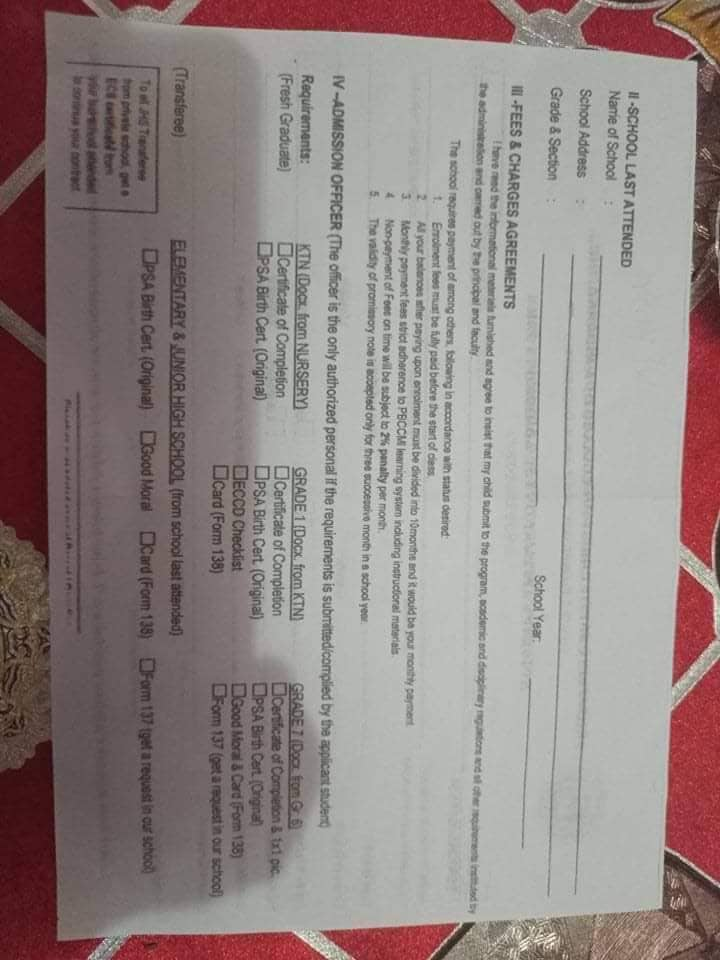 II -SCHOOL LAST ATTENDED
Name of School :
School Address :
Grade & Section : School Year:
III -FEES & CHARGES AGREEMENTS
I have read the informational materials furnished and agree to insist that my child submit to the program, academic and disciplinary regulations and all other requirements instituted by
the administration and carried out by the principal and faculty.
The school requires payment of among others, following in accordance with status desired:
1. Enrolment fees must be fully paid before the start of class.
2. All your balances after paying upon enrolment must be divided into 10months and it would be your monthly payment
3. Monthly payment fees strict adherence to PBCCMI learning system including instructional materials.
4. Non-payment of Fees on time will be subject to 2% penalty per month.
5. The validity of promissory note is accepted only for three successive month in a school year.
IV -ADMISSION OFFICER (The officer is the only authorized personal if the requirements is submitted/complied by the applicant student)
Requirements: KTN (Docx. from NURSERY) GRADE 1 (Docx. from KTN) GRADE 7 (Docx. from Gr. 6)
(Fresh Graduate) ☐Certificate of Completion ☐Certificate of Completion ☐Certificate of Completion & 1x1 pic.
☐PSA Birth Cert. (Original) ☐PSA Birth Cert. (Original) ☐PSA Birth Cert. (Original)
☐ECCD Checklist ☐Good Moral & Card (Form 138)
☐Card (Form 138) ☐Form 137 (get a request in our school)
(Transferee) ELEMENTARY & JUNIOR HIGH SCHOOL (from school last attended)
☐PSA Birth Cert. (Original) ☐Good Moral ☐Card (Form 138) ☐Form 137 (get a request in our school)
To all JHS Transferee
from private school, get a
ECS certificate from
your last school attended
to continue your contract